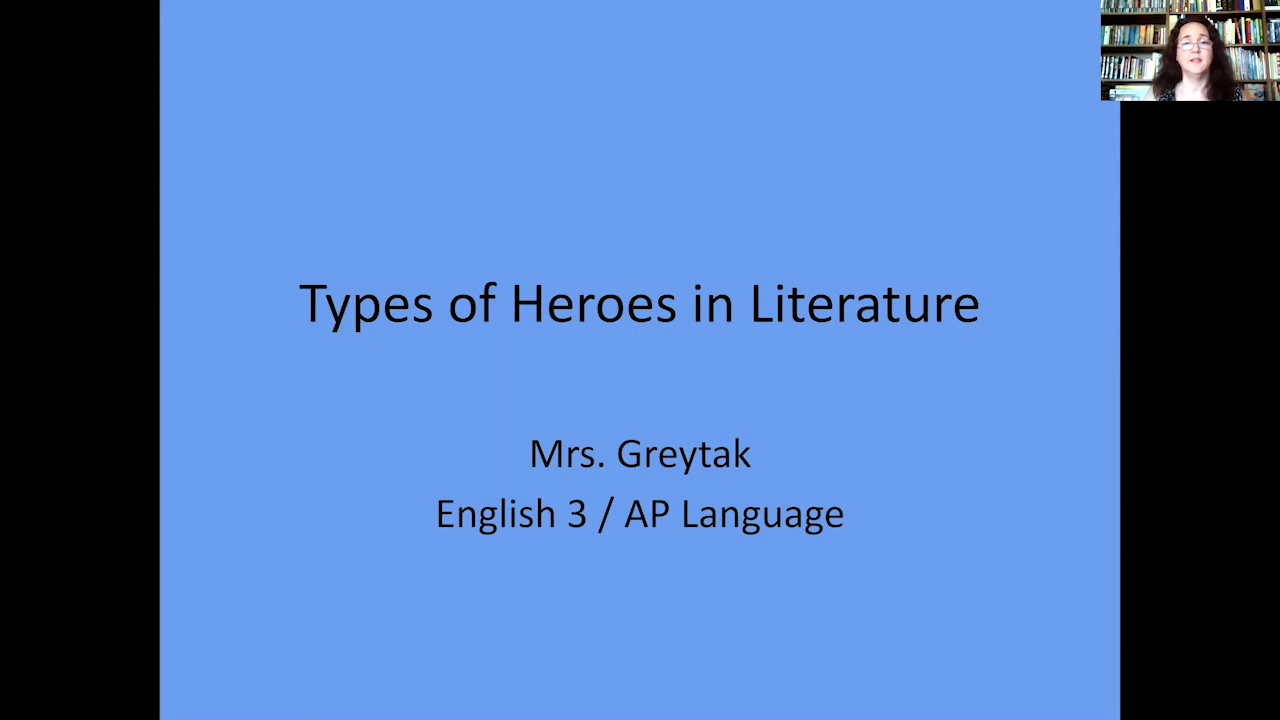 Types of Heroes in Literature
Mrs. Greytak
English 3 / AP Language